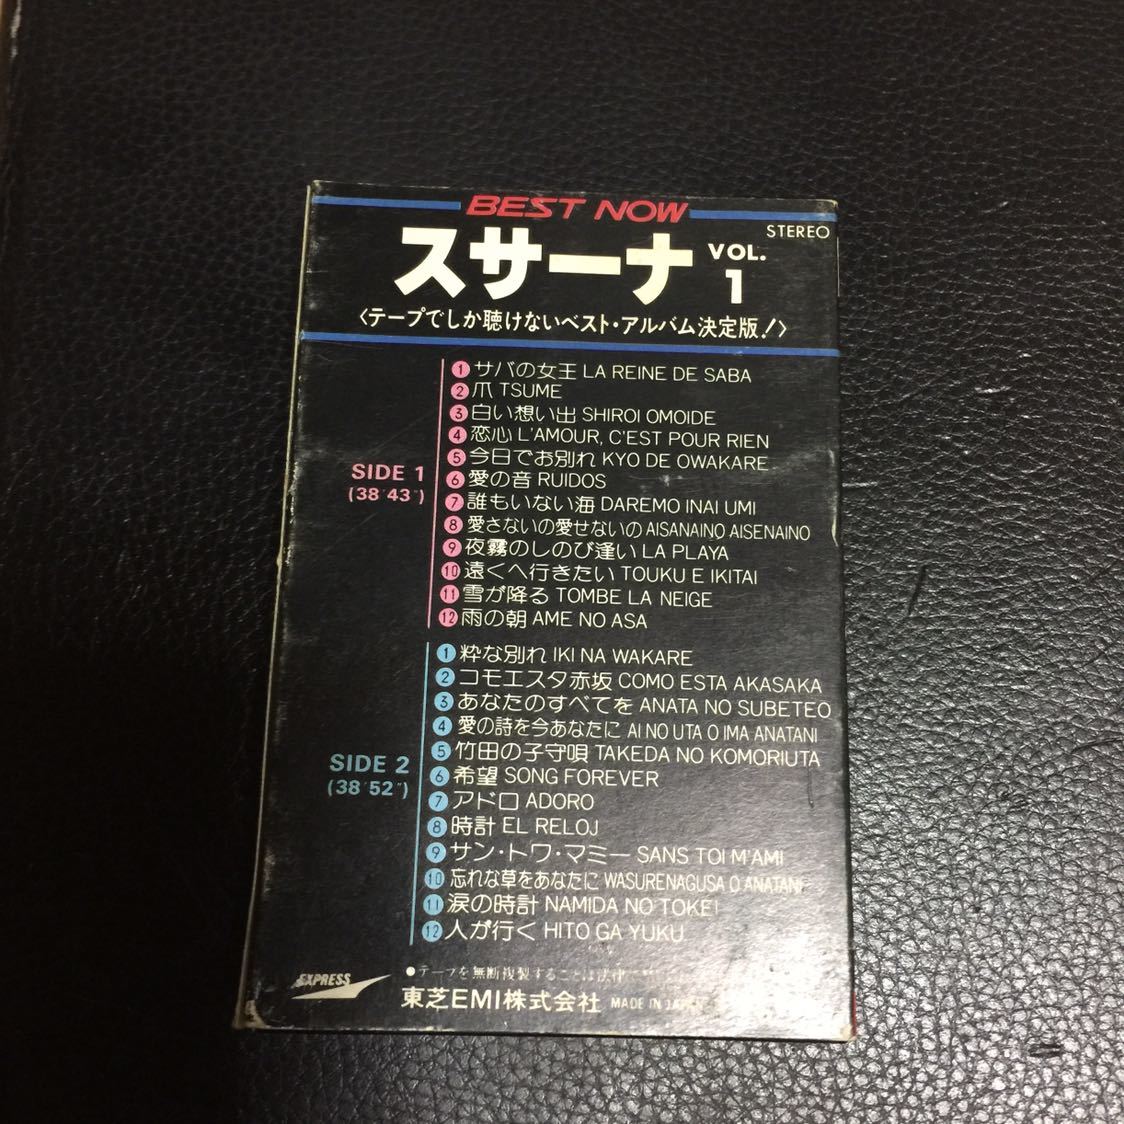 BEST NOW
STEREO
スサーナ VOL. 1
〈テープでしか聴けないベスト・アルバム決定版!〉
SIDE 1
(38'43")
1 サバの女王 LA REINE DE SABA
2 爪 TSUME
3 白い想い出 SHIROI OMOIDE
4 恋心 L'AMOUR, C'EST POUR RIEN
5 今日でお別れ KYO DE OWAKARE
6 愛の音 RUIDOS
7 誰もいない海 DAREMO INAI UMI
8 愛さないの愛せないの AISANAINO AISENAINO
9 夜霧のしのび逢い LA PLAYA
10 遠くへ行きたい TOUKU E IKITAI
11 雪が降る TOMBE LA NEIGE
12 雨の朝 AME NO ASA
SIDE 2
(38'52")
1 粋な別れ IKI NA WAKARE
2 コモエスタ赤坂 COMO ESTA AKASAKA
3 あなたのすべてを ANATA NO SUBETEO
4 愛の詩を今あなたに AI NO UTA O IMA ANATANI
5 竹田の子守唄 TAKEDA NO KOMORIUTA
6 希望 SONG FOREVER
7 アドロ ADORO
8 時計 EL RELOJ
9 サン・トワ・マミー SANS TOI M'AMI
10 忘れな草をあなたに WASURENAGUSA O ANATANI
11 涙の時計 NAMIDA NO TOKEI
12 人が行く HITO GA YUKU
EXPRESS
●テープを無断複製することは法律
東芝EMI株式会社 MADE IN JAPAN